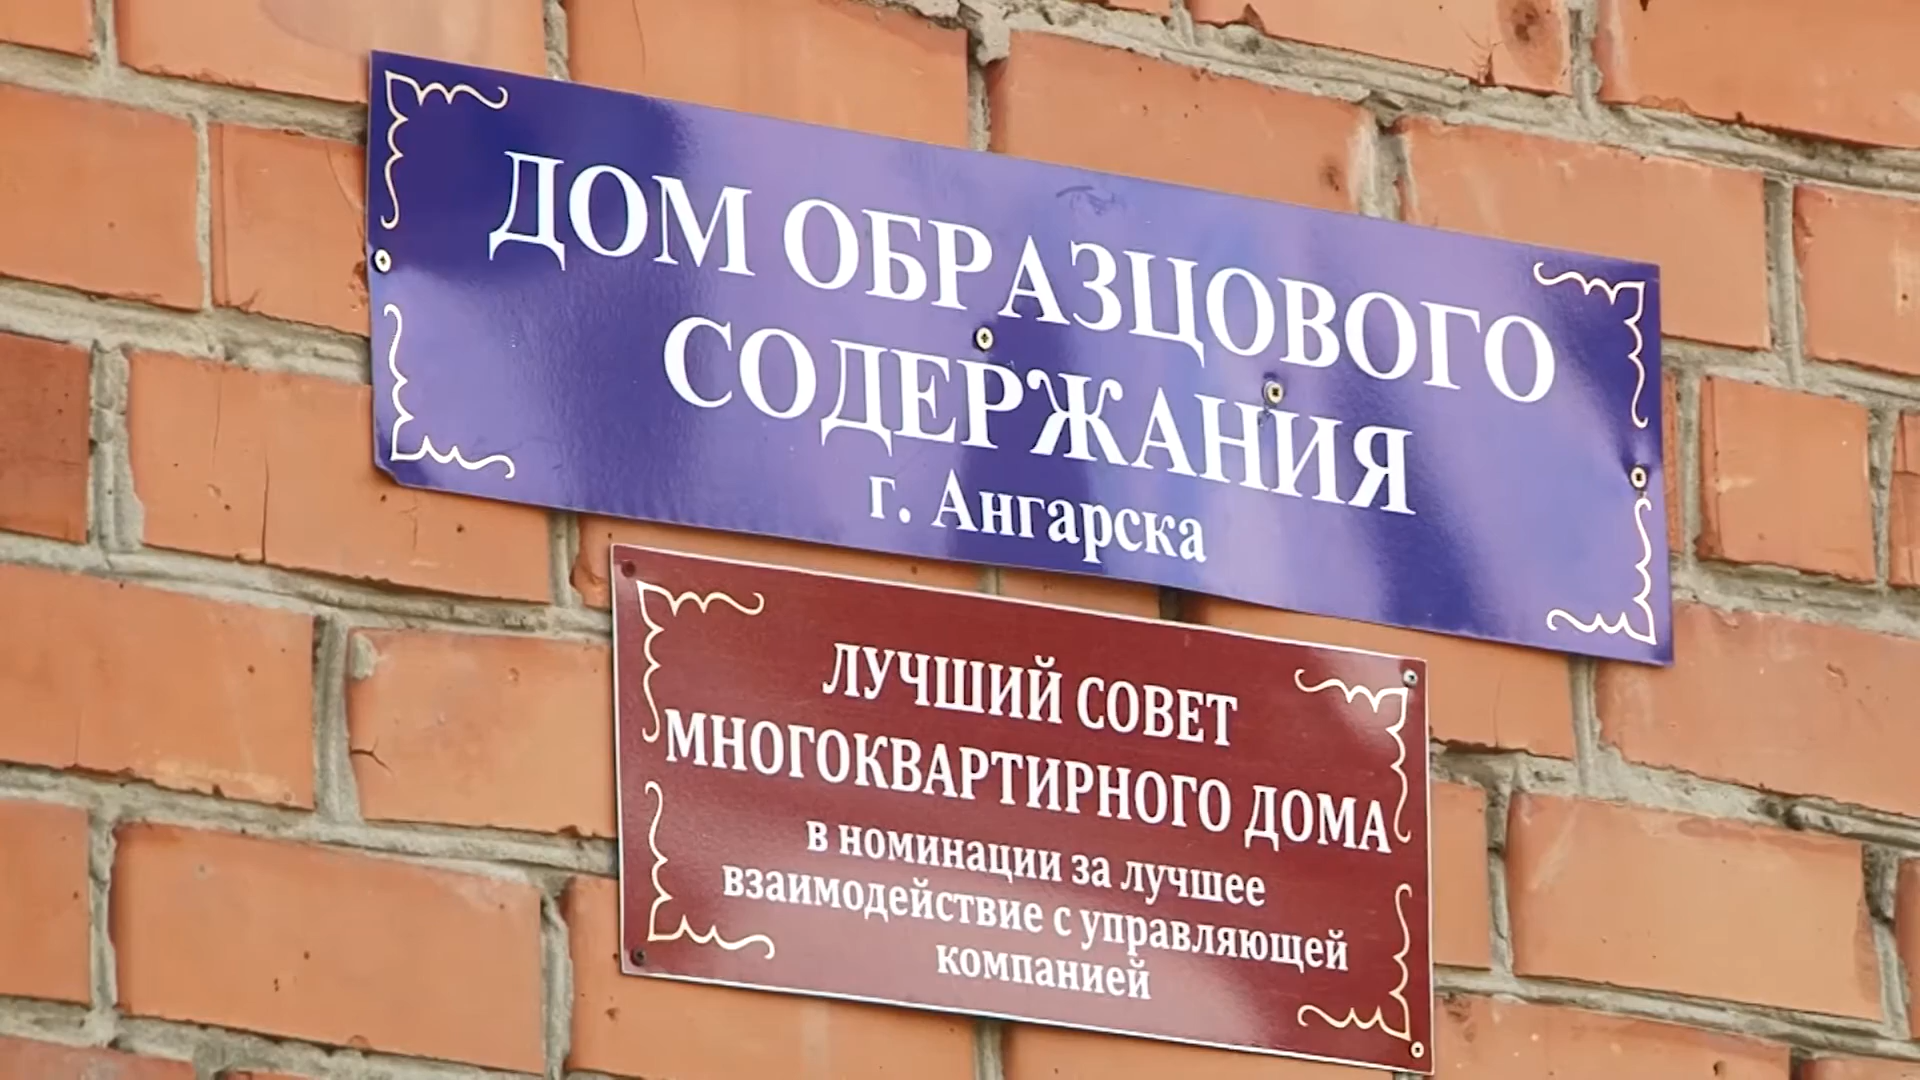 ДОМ ОБРАЗЦОВОГО
СОДЕРЖАНИЯ
г. Ангарска
ЛУЧШИЙ СОВЕТ
МНОГОКВАРТИРНОГО ДОМА
в номинации за лучшее
взаимодействие с управляющей
компанией